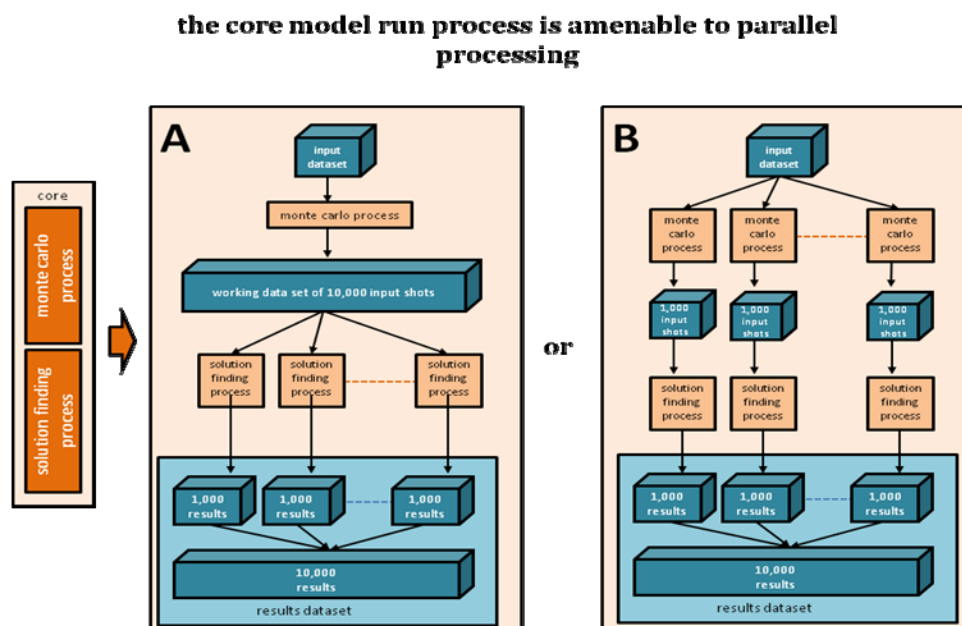 the core model run process is amenable to parallel
processing
core
monte carlo
process
solution finding
process
A
input
dataset
monte carlo process
working data set of 10,000 input shots
solution
finding
process
solution
finding
process
solution
finding
process
1,000
results
1,000
results
1,000
results
10,000
results
results dataset
or
B
input
dataset
monte
carlo
process
monte
carlo
process
monte
carlo
process
1,000
input
shots
1,000
input
shots
1,000
input
shots
solution
finding
process
solution
finding
process
solution
finding
process
1,000
results
1,000
results
1,000
results
10,000
results
results dataset